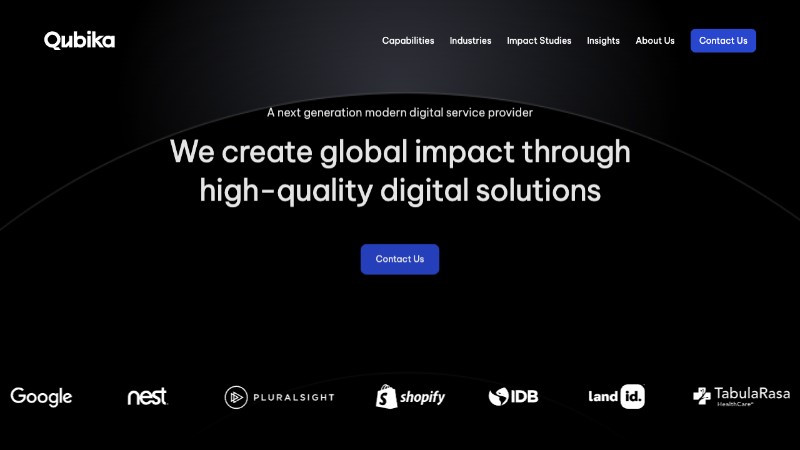 Qubika
Capabilities Industries Impact Studies Insights About Us Contact Us
A next generation modern digital service provider
We create global impact through
high-quality digital solutions
Contact Us
Google nest PLURALSIGHT shopify IDB land id. TabulaRasa
HealthCare